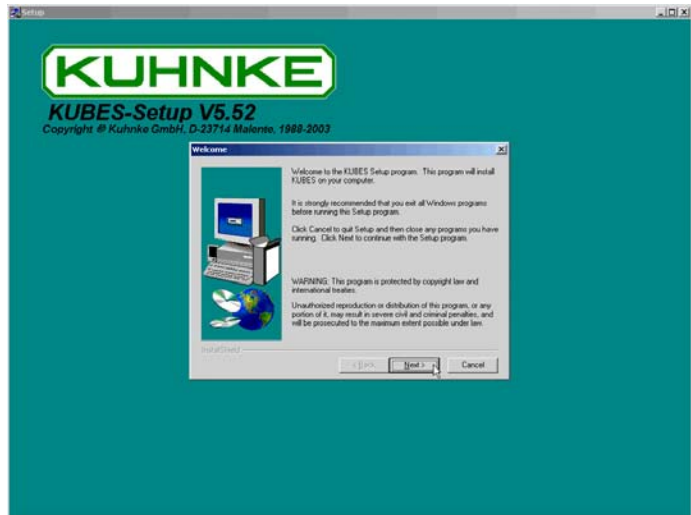 Setup
KUHNKE
KUBES-Setup V5.52
Copyright © Kuhnke GmbH, D-23714 Malente, 1988-2003
Welcome
Welcome to the KUBES Setup program. This program will install
KUBES on your computer.
It is strongly recommended that you exit all Windows programs
before running this Setup program.
Click Cancel to quit Setup and then close any programs you have
running. Click Next to continue with the Setup program.
WARNING: This program is protected by copyright law and
international treaties.
Unauthorized reproduction or distribution of this program, or any
portion of it, may result in severe civil and criminal penalties, and
will be prosecuted to the maximum extent possible under law.
InstallShield
< Back Next > Cancel